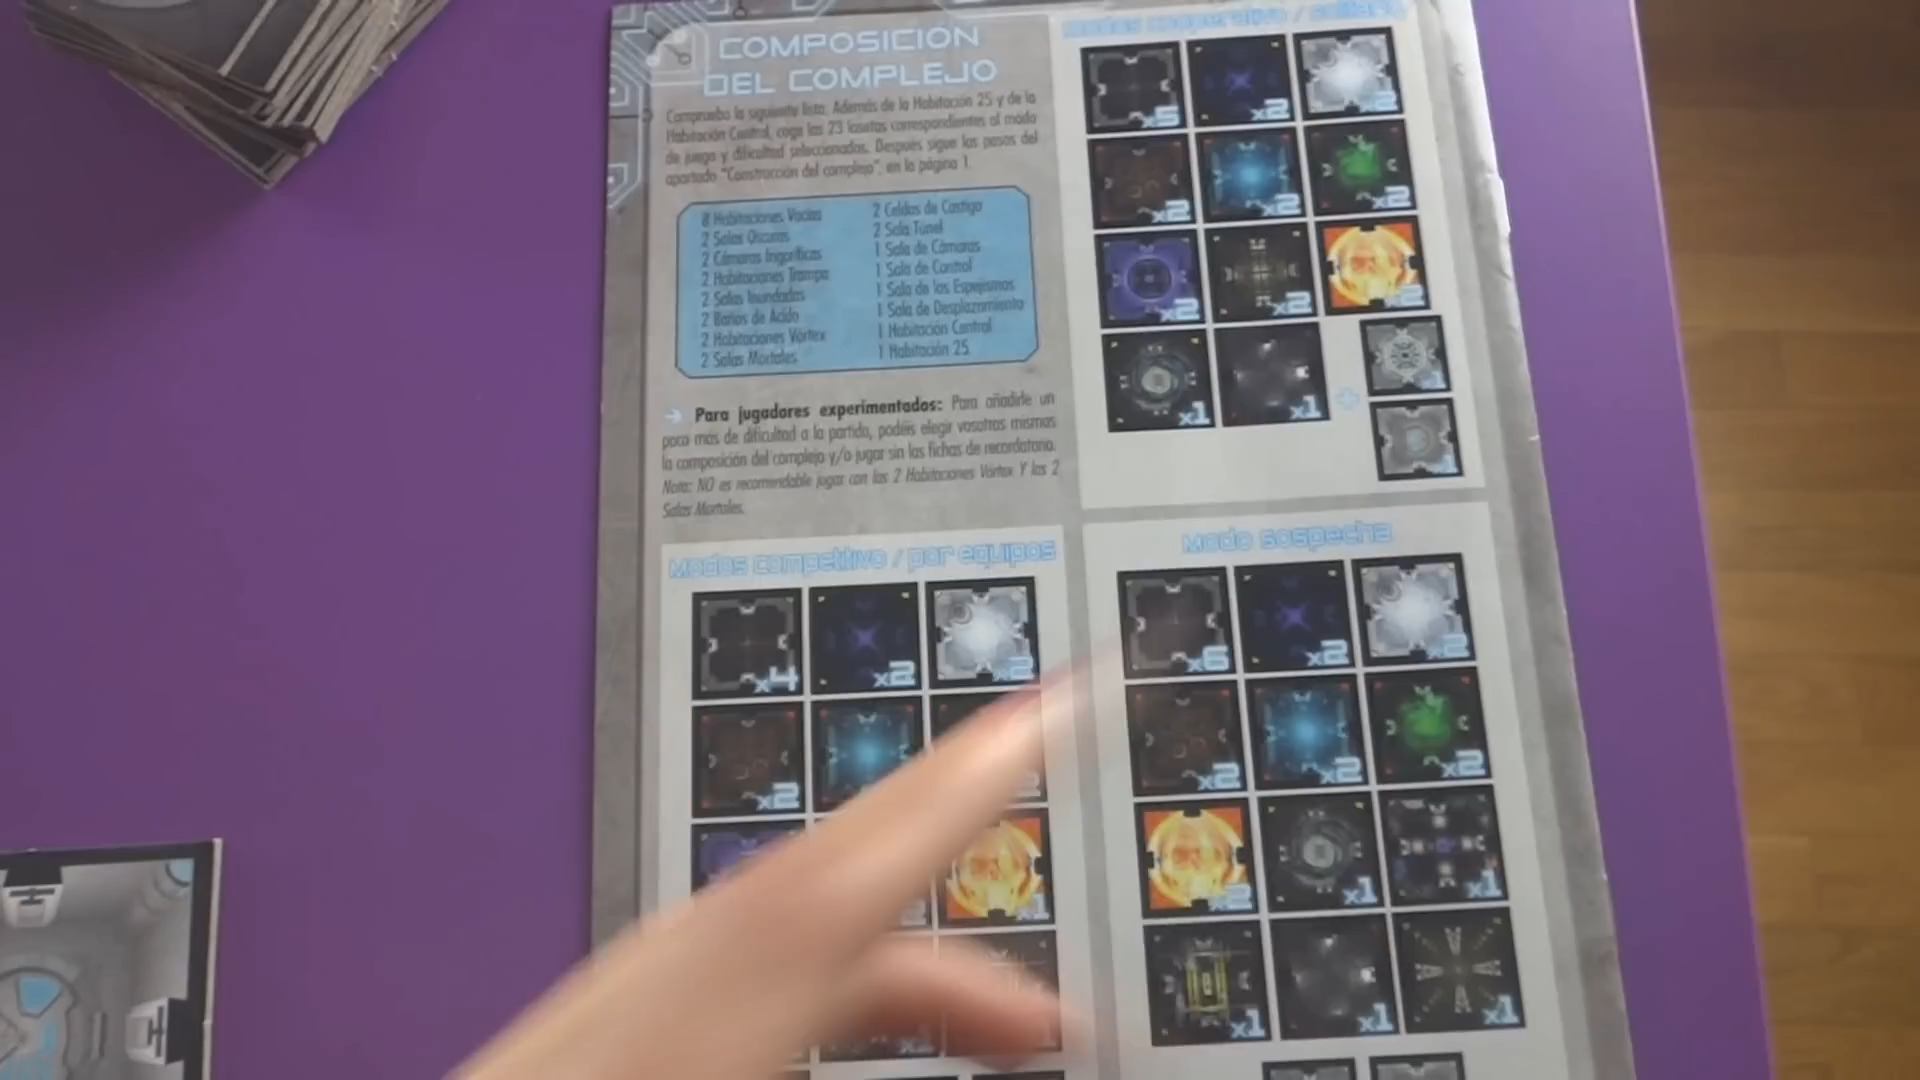 COMPOSICIÓN
DEL COMPLEJO
Comprueba la siguiente lista. Además de la Habitación 25 y de la
Habitación Central, coge las 23 losetas correspondientes al modo
de juego y dificultad seleccionados. Después sigue los pasos del
apartado "Construcción del complejo", en la página 1.
8 Habitaciones Vacías
2 Salas Oscuras
2 Cámaras frigoríficas
2 Habitaciones Trampa
2 Salas Inundadas
2 Baños de Ácido
2 Habitaciones Vórtex
2 Salas Mortales
2 Celdas de Castigo
2 Sala Túnel
1 Sala de Cámaras
1 Sala de Control
1 Sala de los Espejismos
1 Sala de Desplazamiento
1 Habitación Central
1 Habitación 25
Para jugadores experimentados: Para añadirle un
poco más de dificultad a la partida, podéis elegir vosotros mismos
la composición del complejo y/o jugar sin las fichas de recordatorio.
Nota: NO es recomendable jugar con las 2 Habitaciones Vórtex Y las 2
Salas Mortales.
Modos cooperativo / solitario
x5 x2 x2
x2 x2 x2
x2 x2 x2
x1 x1 + x1
x1
Modos competitivo / por equipos
x4 x2 x2
x2
x1
x1
Modo sospecha
x6 x2 x2
x2 x2 x2
x2 x1 x1
x1 x1 x1